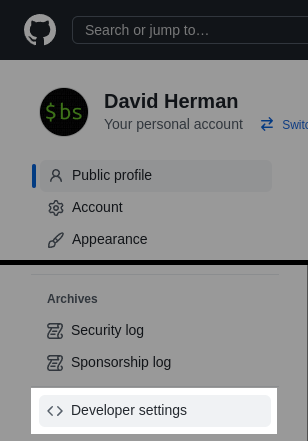 Search or jump to…
$bs
David Herman
Your personal account
Public profile
Account
Appearance
Archives
Security log
Sponsorship log
Developer settings